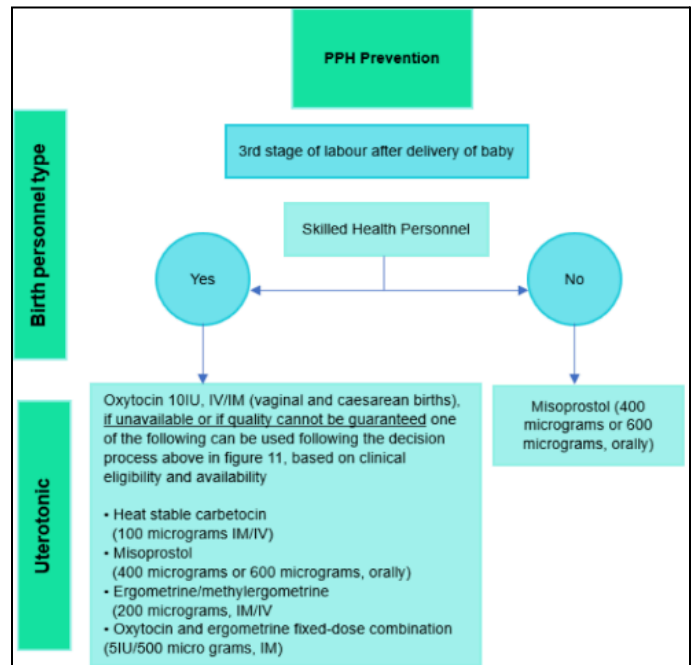 PPH Prevention
Birth personnel type
3rd stage of labour after delivery of baby
Skilled Health Personnel
Yes
No
Uterotonic
Oxytocin 10IU, IV/IM (vaginal and caesarean births),
if unavailable or if quality cannot be guaranteed one
of the following can be used following the decision
process above in figure 11, based on clinical
eligibility and availability
• Heat stable carbetocin
(100 micrograms IM/IV)
• Misoprostol
(400 micrograms or 600 micrograms, orally)
• Ergometrine/methylergometrine
(200 micrograms, IM/IV
• Oxytocin and ergometrine fixed-dose combination
(5IU/500 micro grams, IM)
Misoprostol (400
micrograms or 600
micrograms, orally)